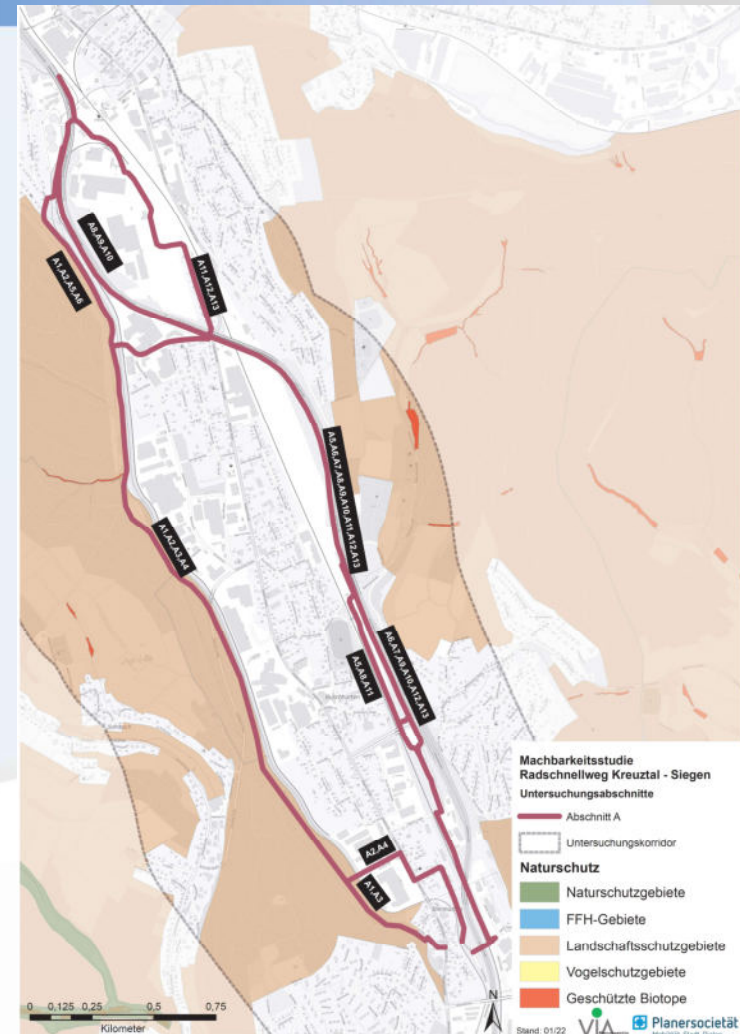 A8,A9,A10
A1,A2,A5,A6
A11,A12,A13
A5,A6,A7,A8,A9,A10,A11,A12,A13
A1,A2,A3,A4
A5,A8,A11
A6,A7,A9,A10,A12,A13
A2,A4
A1,A3
Machbarkeitsstudie
Radschnellweg Kreuztal - Siegen
Untersuchungsabschnitte
Abschnitt A
Untersuchungskorridor
Naturschutz
Naturschutzgebiete
FFH-Gebiete
Landschaftsschutzgebiete
Vogelschutzgebiete
Geschützte Biotope
0 0,125 0,25 0,5 0,75
Kilometer
N
Stand: 01/22
VIA
Planersocietät